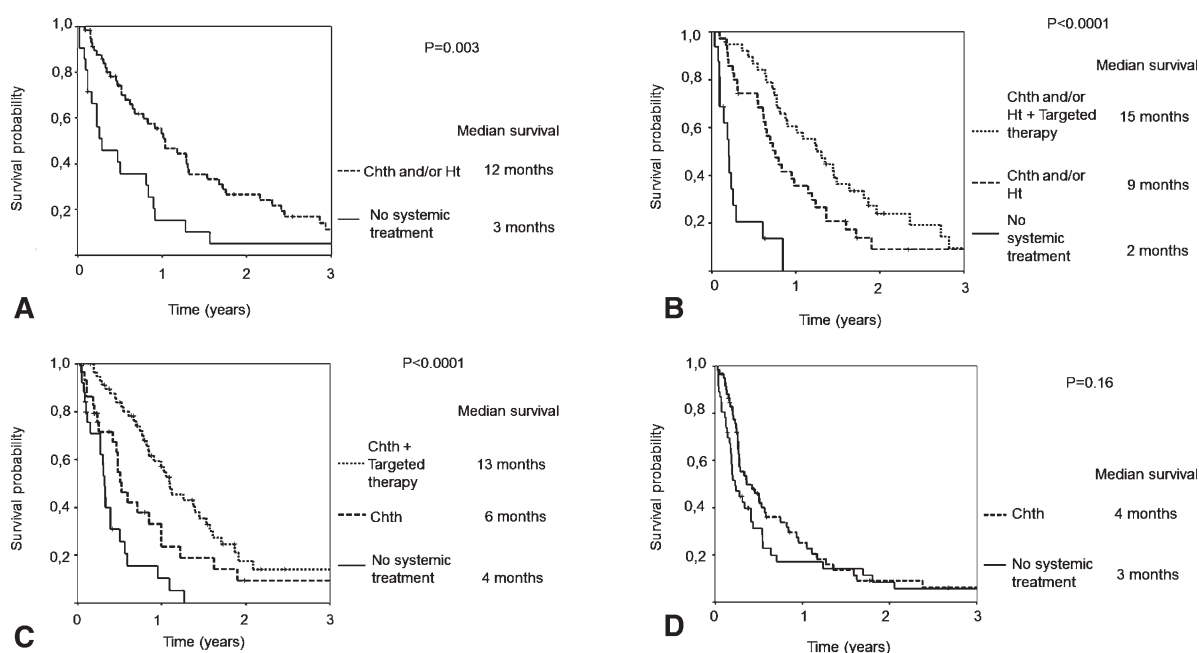 1,0
0,8
0,6
0,4
0,2
Survival probability
0 1 2 3
Time (years)
P=0.003
Median survival
Chth and/or Ht 12 months
No systemic
treatment
3 months
A
1,0
0,8
0,6
0,4
0,2
Survival probability
0 1 2 3
Time (years)
P<0.0001
Median survival
Chth and/or
Ht + Targeted
therapy
15 months
Chth and/or
Ht
9 months
No
systemic
treatment
2 months
B
1,0
0,8
0,6
0,4
0,2
Survival probability
0 1 2 3
Time (years)
P<0.0001
Median survival
Chth +
Targeted
therapy
13 months
Chth 6 months
No systemic
treatment
4 months
C
1,0
0,8
0,6
0,4
0,2
Survival probability
0 1 2 3
Time (years)
P=0.16
Median survival
Chth 4 months
No systemic
treatment
3 months
D